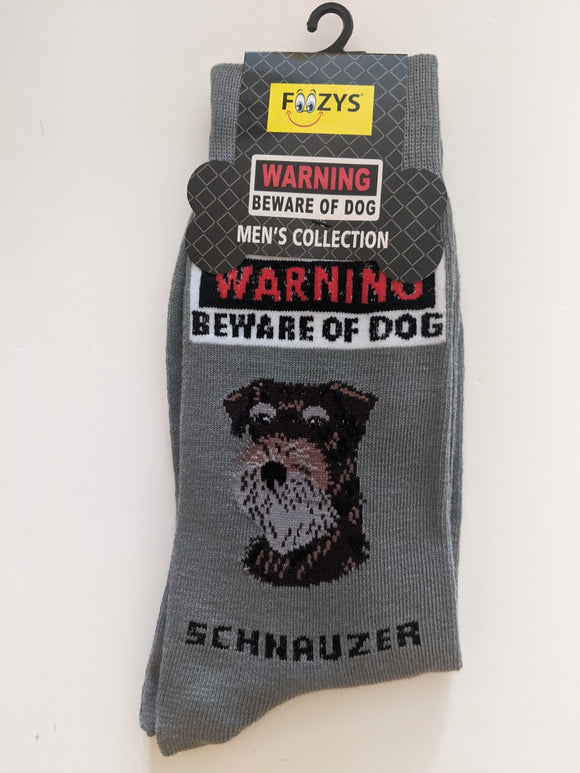 FOOZYS
WARNING
BEWARE OF DOG
MEN'S COLLECTION
WARNING
BEWARE OF DOG
SCHNAUZER